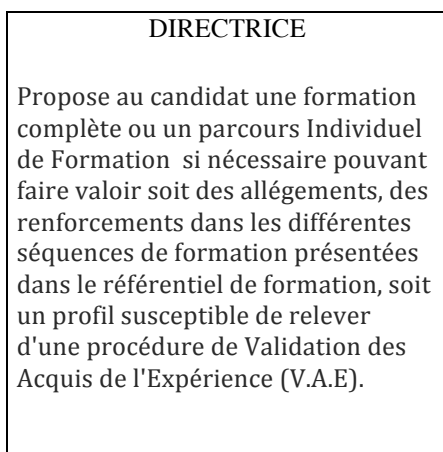 DIRECTRICE
Propose au candidat une formation
complète ou un parcours Individuel
de Formation  si nécessaire pouvant
faire valoir soit des allégements, des
renforcements dans les différentes
séquences de formation présentées
dans le référentiel de formation, soit
un profil susceptible de relever
d'une procédure de Validation des
Acquis de l'Expérience (V.A.E).